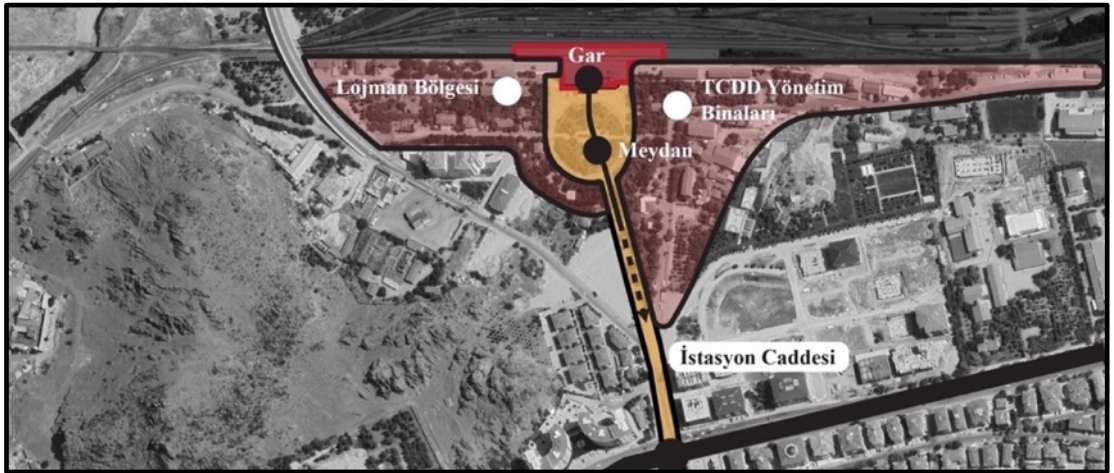 Gar
Lojman Bölgesi
TCDD Yönetim
Binaları
Meydan
İstasyon Caddesi